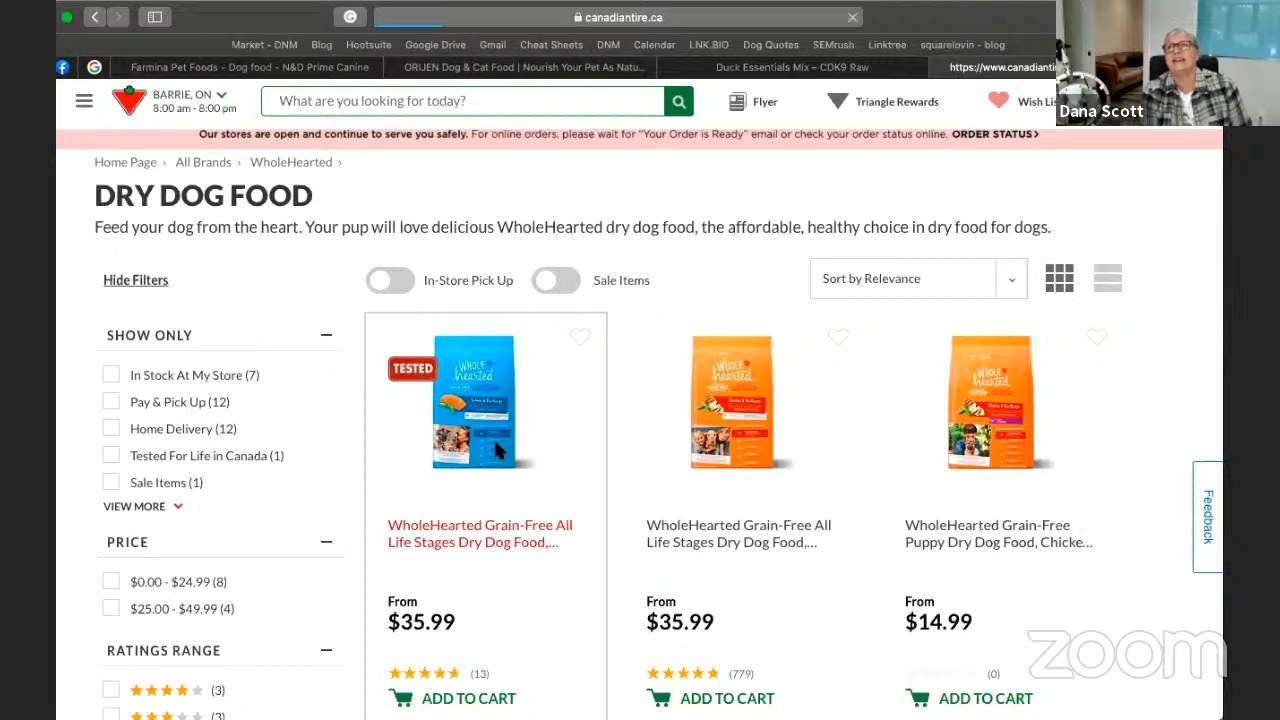 canadiantire.ca
Market - DNM Blog Hootsuite Google Drive Gmail Cheat Sheets DNM Calendar LNK.BIO Dog Quotes SEMrush Linktree squarelovin - blog
Farmina Pet Foods - Dog food - N&D Prime Canine ORIJEN Dog & Cat Food | Nourish Your Pet As Natu... Duck Essentials Mix – CDK9 Raw https://www.canadianti
BARRIE, ON
8:00 am - 8:00 pm
What are you looking for today?
Flyer
Triangle Rewards
Wish Lis
Dana Scott
Our stores are open and continue to serve you safely. For online orders, please wait for "Your Order is Ready" email or check your order status online. ORDER STATUS>
Home Page › All Brands › WholeHearted ›
DRY DOG FOOD
Feed your dog from the heart. Your pup will love delicious WholeHearted dry dog food, the affordable, healthy choice in dry food for dogs.
Hide Filters
In-Store Pick Up
Sale Items
Sort by Relevance
SHOW ONLY
In Stock At My Store (7)
Pay & Pick Up (12)
Home Delivery (12)
Tested For Life in Canada (1)
Sale Items (1)
VIEW MORE
PRICE
$0.00 - $24.99 (8)
$25.00 - $49.99 (4)
RATINGS RANGE
(3)
(3)
TESTED
WHOLE
hearted
WholeHearted Grain-Free All
Life Stages Dry Dog Food,...
From
$35.99
(13)
ADD TO CART
WHOLE
hearted
WholeHearted Grain-Free All
Life Stages Dry Dog Food,...
From
$35.99
(779)
ADD TO CART
WHOLE
hearted
WholeHearted Grain-Free
Puppy Dry Dog Food, Chicke...
From
$14.99
(0)
ADD TO CART
Feedback
zoom